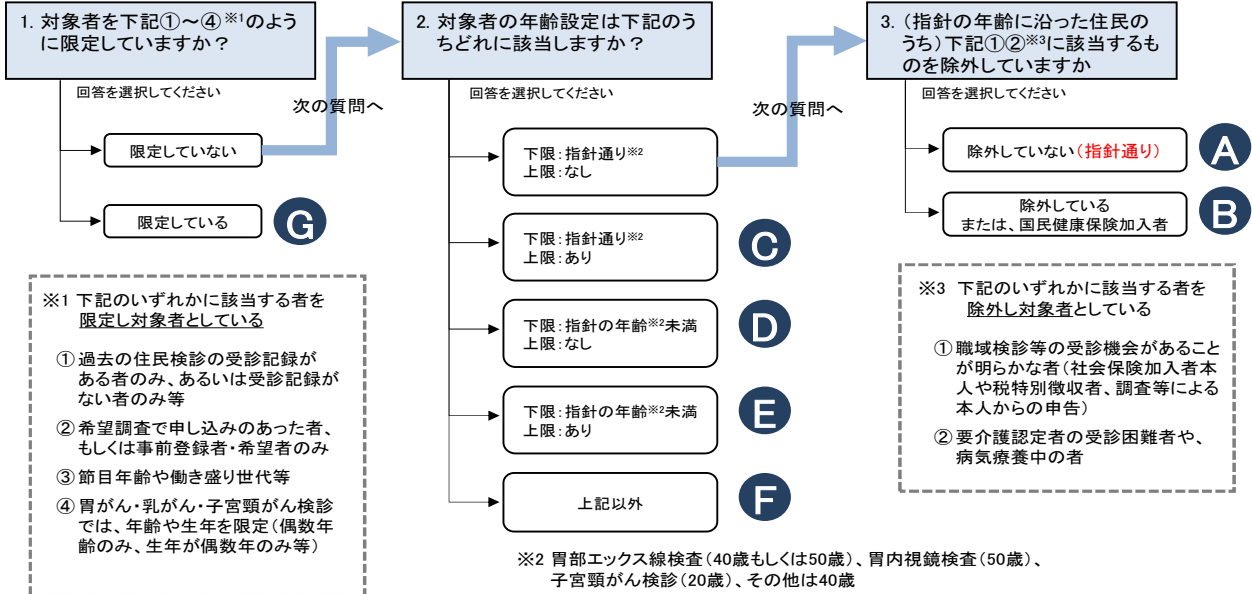 1. 対象者を下記①～④※1のよう
に限定していますか？
回答を選択してください
次の質問へ
限定していない
限定している
G
※1 下記のいずれかに該当する者を
限定し対象者としている
① 過去の住民検診の受診記録が
ある者のみ、あるいは受診記録が
ない者のみ等
② 希望調査で申し込みのあった者、
もしくは事前登録者・希望者のみ
③ 節目年齢や働き盛り世代等
④ 胃がん・乳がん・子宮頸がん検診
では、年齢や生年を限定（偶数年
齢のみ、生年が偶数年のみ等）
2. 対象者の年齢設定は下記のう
ちどれに該当しますか？
回答を選択してください
次の質問へ
下限：指針通り※2
上限：なし
下限：指針通り※2
上限：あり
C
下限：指針の年齢※2未満
上限：なし
D
下限：指針の年齢※2未満
上限：あり
E
上記以外
F
※2 胃部エックス線検査（40歳もしくは50歳）、胃内視鏡検査（50歳）、
子宮頸がん検診（20歳）、その他は40歳
3. （指針の年齢に沿った住民の
うち）下記①②※3に該当するも
のを除外していますか
回答を選択してください
除外していない（指針通り）
A
除外している
または、国民健康保険加入者
B
※3 下記のいずれかに該当する者を
除外し対象者としている
① 職域検診等の受診機会があること
が明らかな者（社会保険加入者本
人や税特別徴収者、調査等による
本人からの申告）
② 要介護認定者の受診困難者や、
病気療養中の者